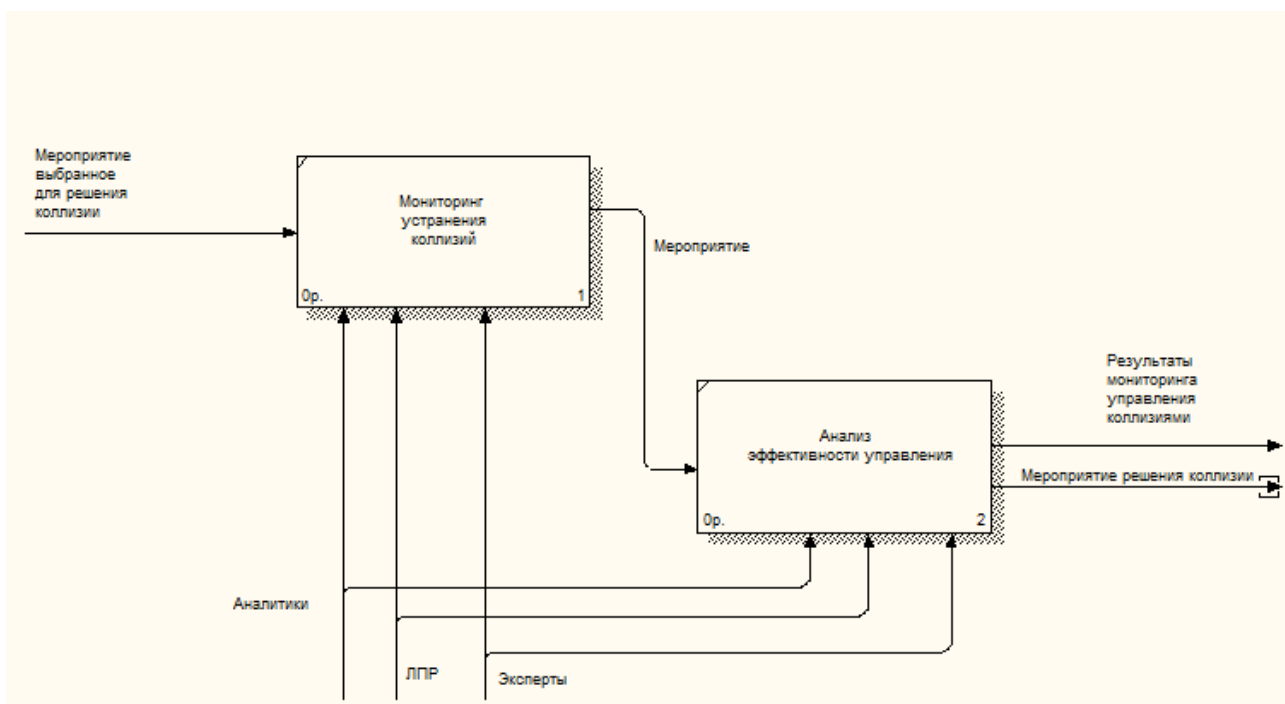 Мероприятие
выбранное
для решения
коллизии
Мониторинг
устранения
коллизий
0р.
1
Мероприятие
Результаты
мониторинга
управления
коллизиями
Анализ
эффективности управления
Мероприятие решения коллизии
0р.
2
Аналитики
ЛПР
Эксперты